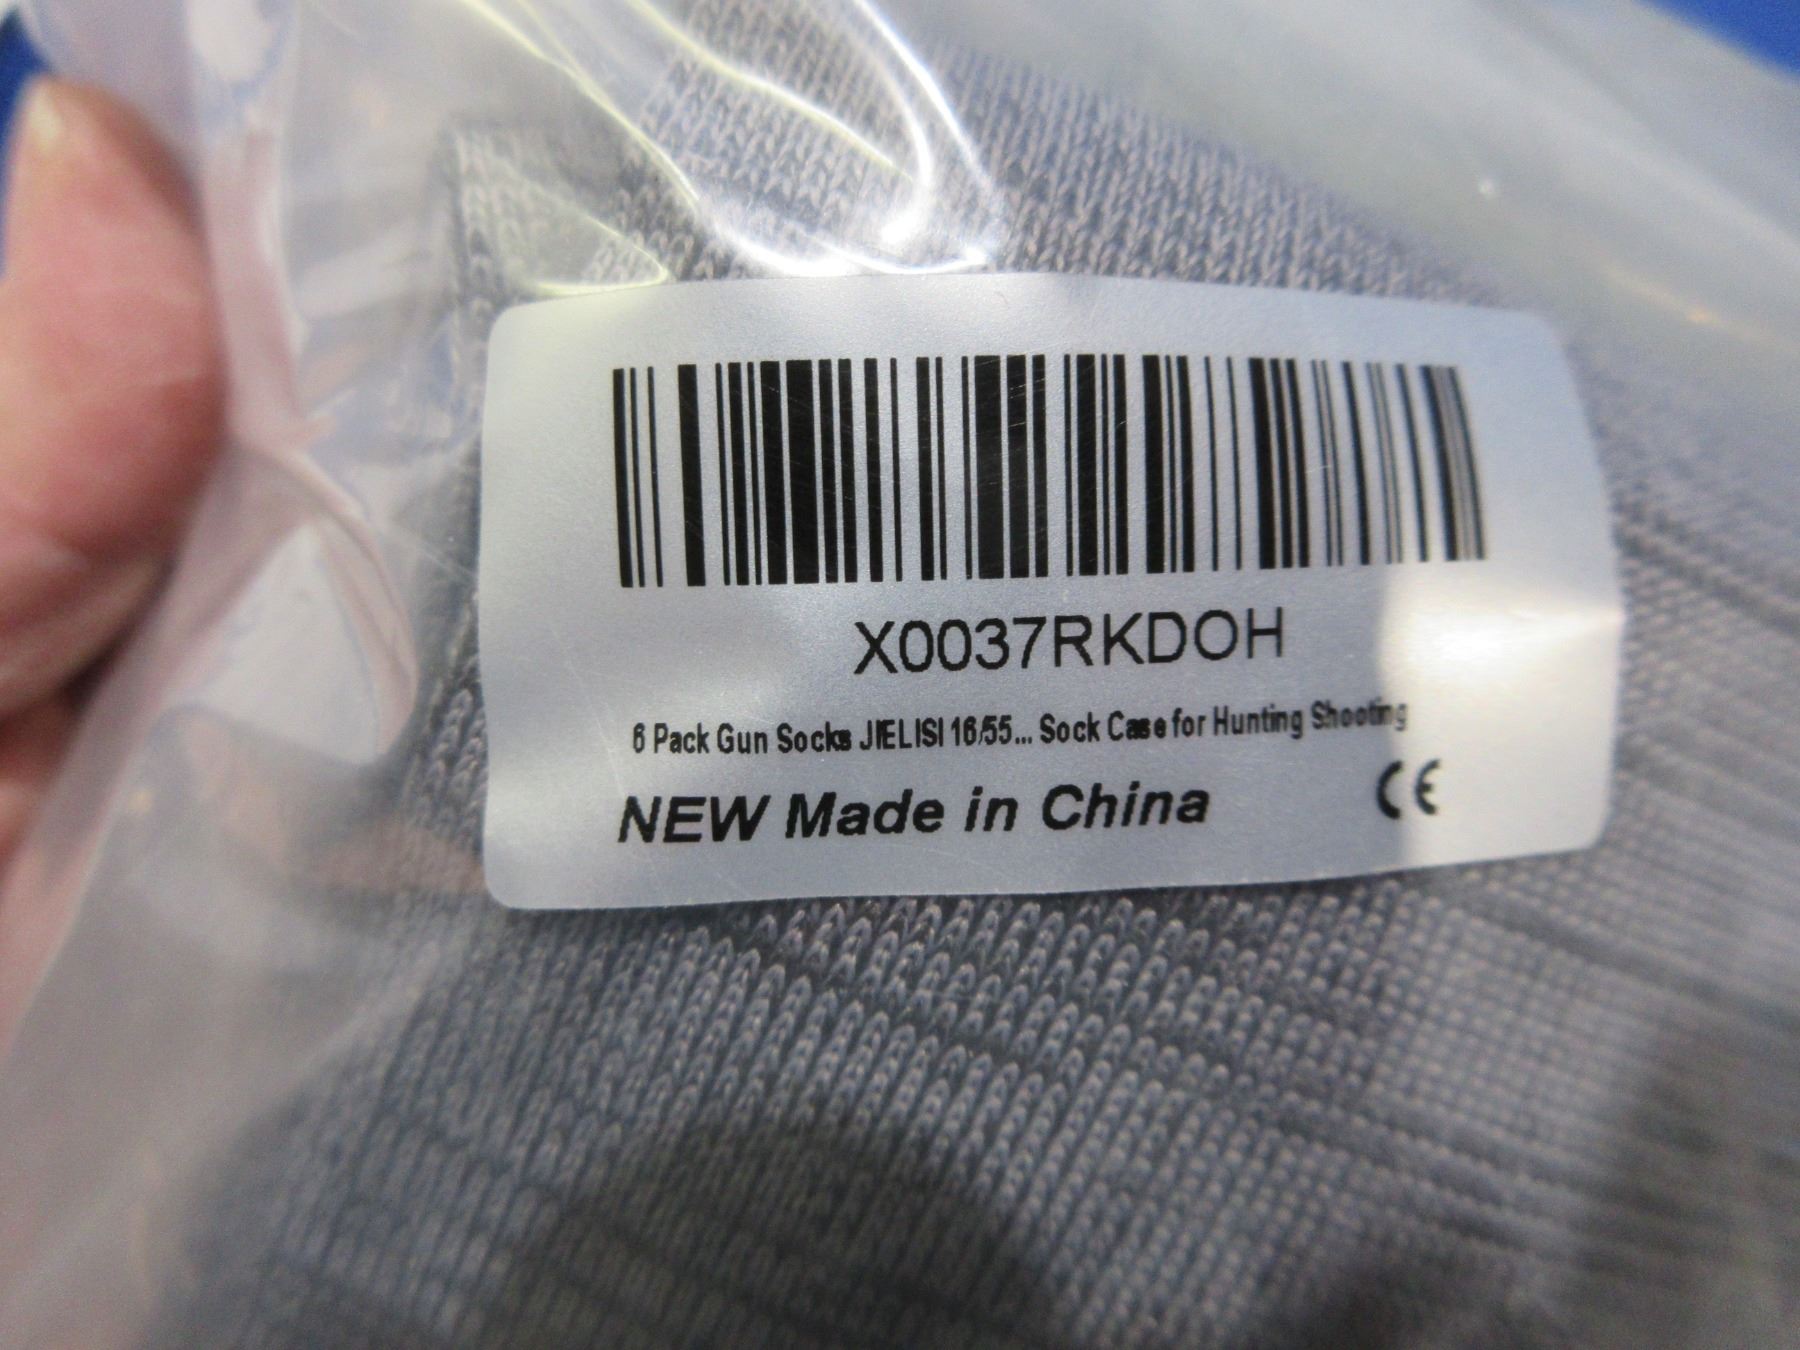 X0037RKDOH
6 Pack Gun Socks JIELISI 16/55... Sock Case for Hunting Shooting
NEW Made in China
CE